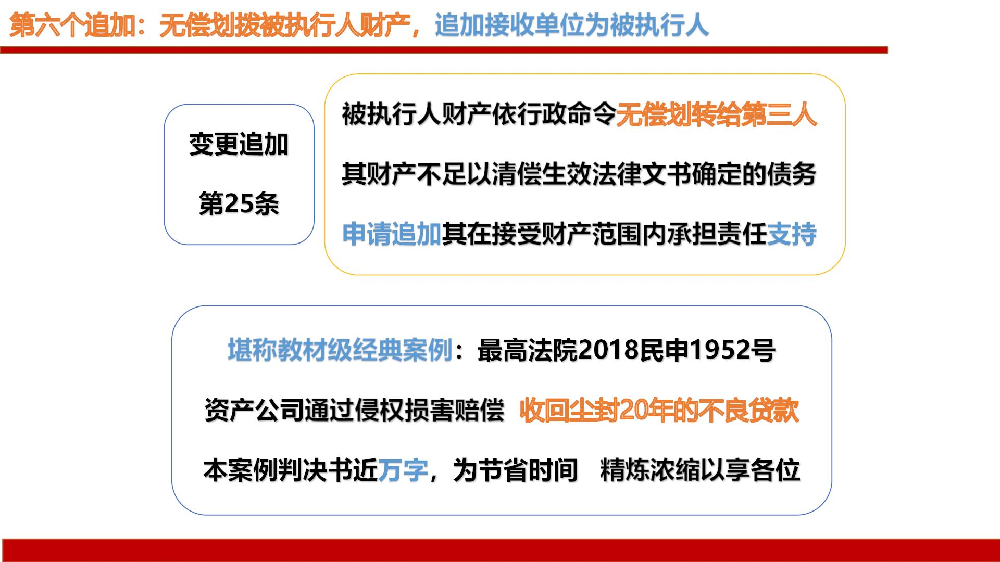 第六个追加：无偿划拨被执行人财产，追加接收单位为被执行人
变更追加
第25条
被执行人财产依行政命令无偿划转给第三人
其财产不足以清偿生效法律文书确定的债务
申请追加其在接受财产范围内承担责任支持
堪称教材级经典案例：最高法院2018民申1952号
资产公司通过侵权损害赔偿 收回尘封20年的不良贷款
本案例判决书近万字，为节省时间 精炼浓缩以享各位